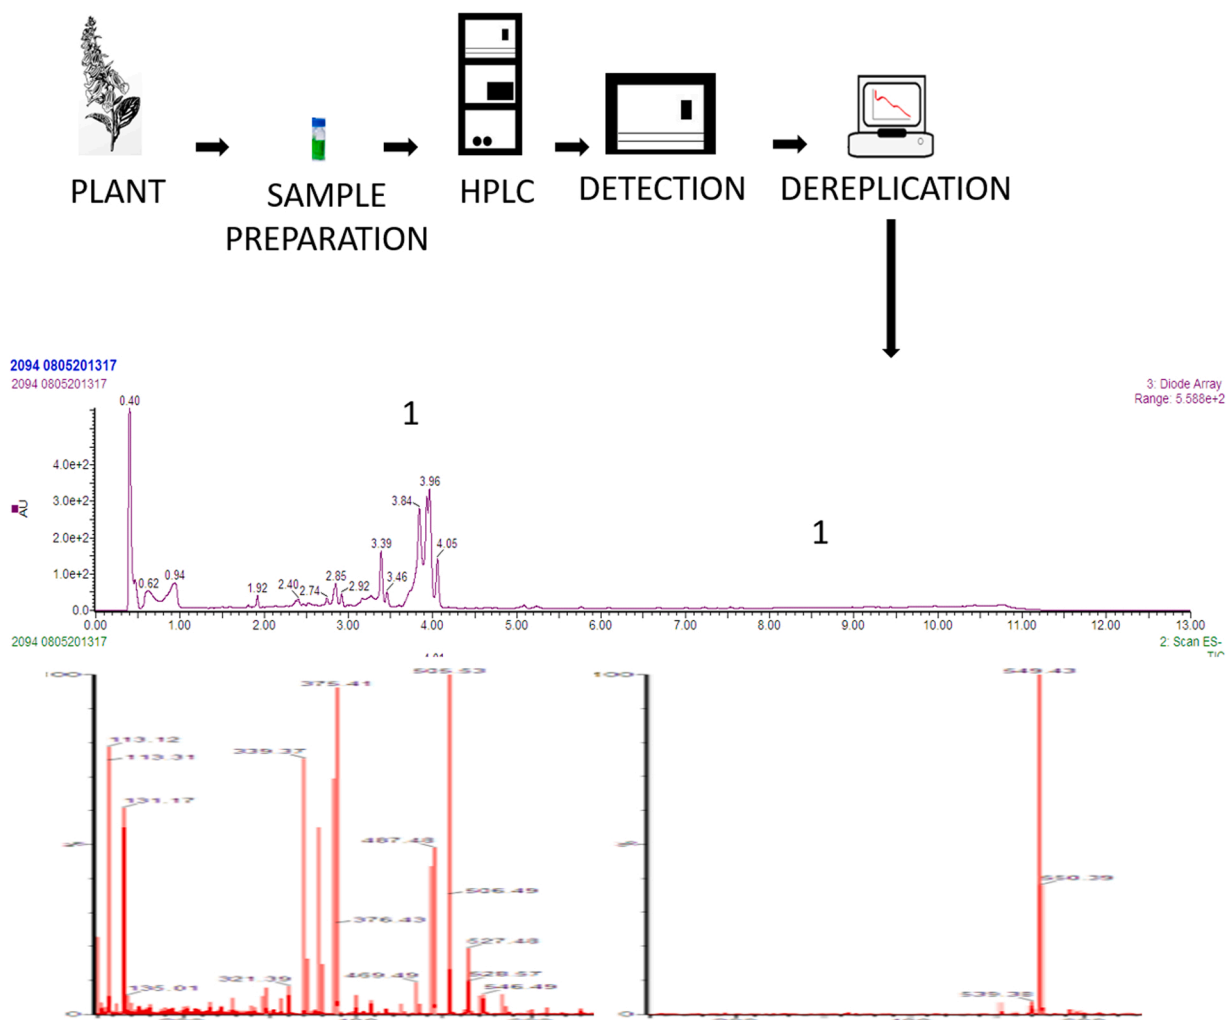 PLANT
SAMPLE
PREPARATION
HPLC
DETECTION
DEREPLICATION
2094 0805201317
2094 0805201317
3: Diode Array
Range: 5.588e+2
1
1
AU
4.0e+2
3.0e+2
2.0e+2
1.0e+2
0.0
0.40
0.62
0.94
1.92
2.40
2.74
2.85
2.92
3.39
3.46
3.84
3.96
4.05
0.00 1.00 2.00 3.00 4.00 5.00 6.00 7.00 8.00 9.00 10.00 11.00 12.00 13.00
2094 0805201317
2: Scan ES-
TIC
100
113.12
113.31
131.17
135.01
321.39
339.37
375.41
376.43
469.49
487.48
505.53
506.49
527.48
528.57
546.49
100
549.43
550.39
539.38